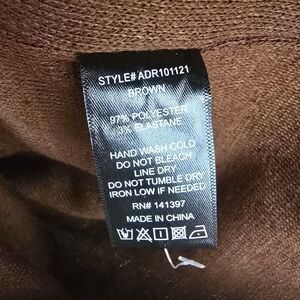 STYLE# ADR101121
BROWN
97% POLYESTER
3% ELASTANE
HAND WASH COLD
DO NOT BLEACH
LINE DRY
DO NOT TUMBLE DRY
IRON LOW IF NEEDED
RN# 141397
MADE IN CHINA